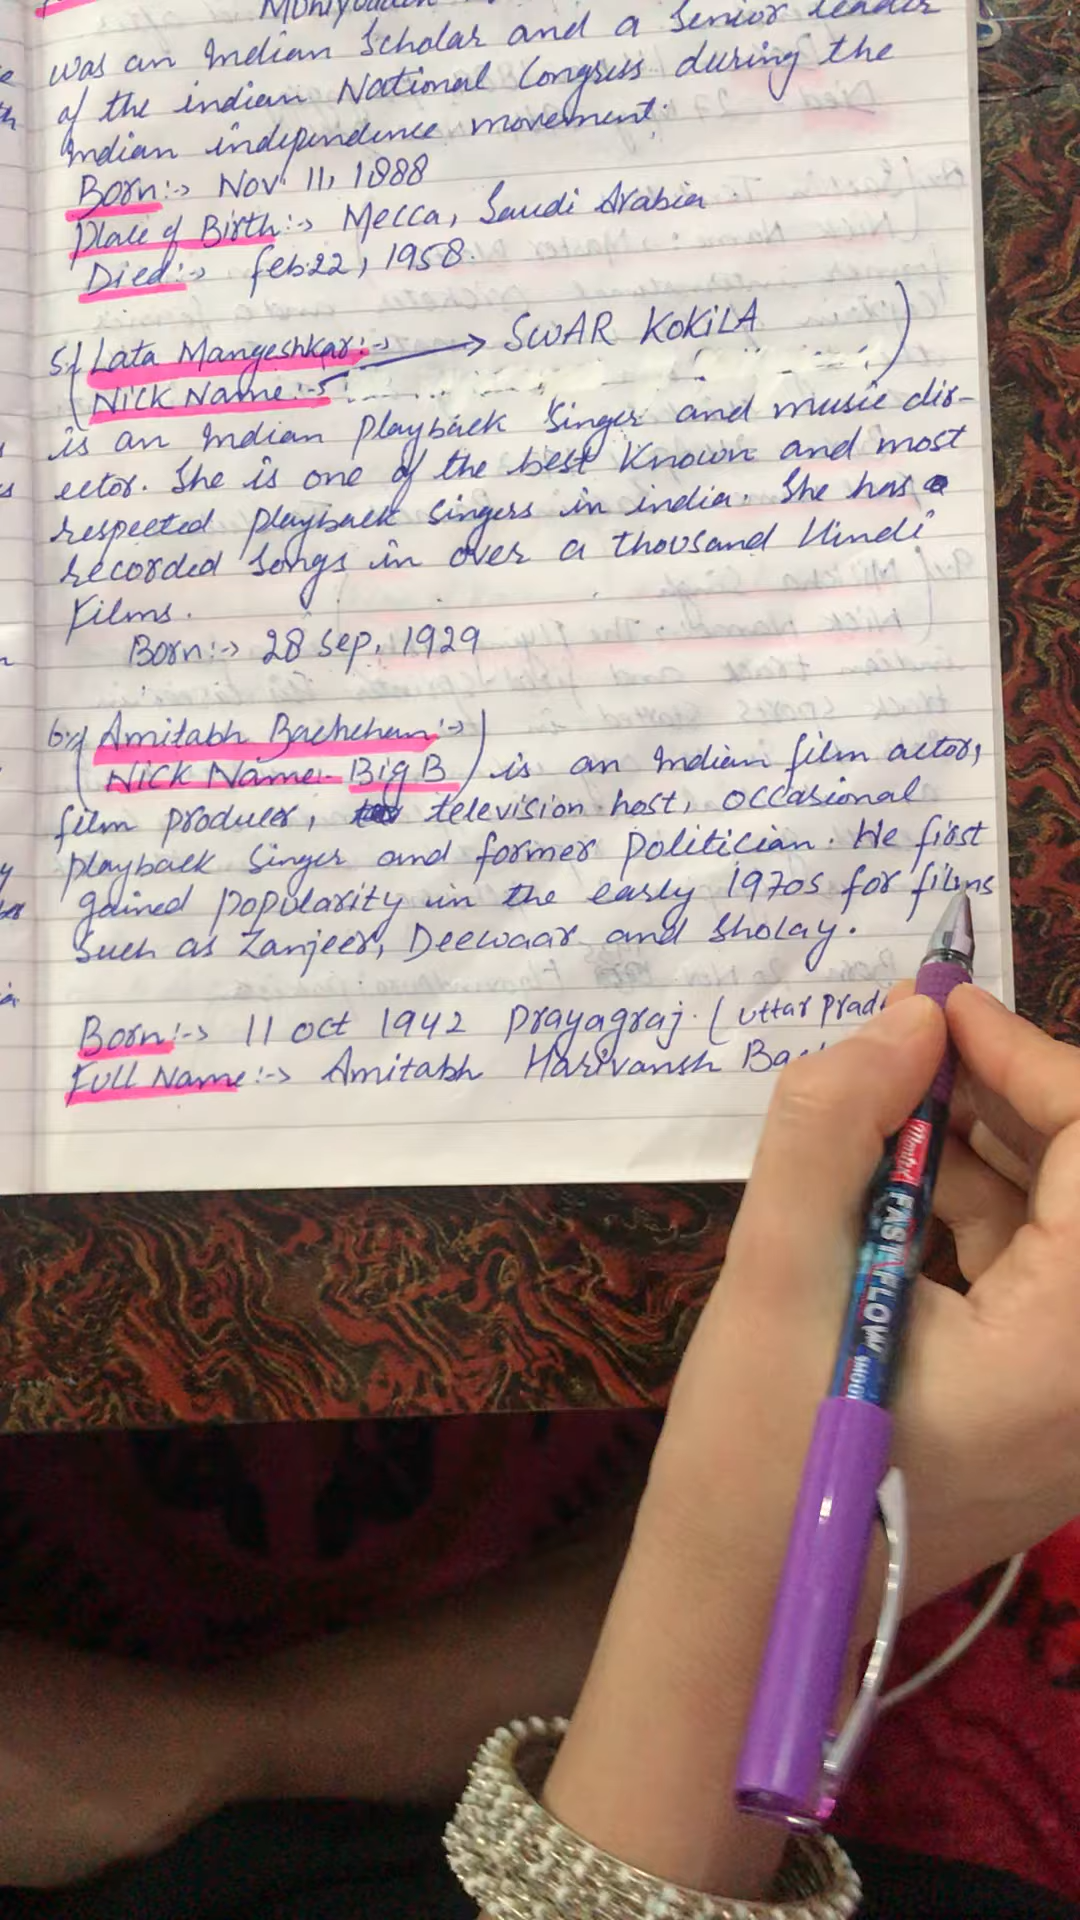 was an Indian Scholar and a Senior leader
of the indian National Congress during the
Indian independence movement.
Born:-> Nov 11, 1888
Place of Birth:-> Mecca, Saudi Arabia
Died:-> feb 22, 1958.
5. Lata Mangeshkar:-> 
Nick Name:- -> SWAR KOKiLA
is an Indian Playback Singer and music dir-
ector. She is one of the best Known and most
respected playback singers in india. She has
recorded songs in over a thousand Hindi
Films.
Born:-> 28 Sep, 1929
6. Amitabh Bachchan:->
Nick Name:- Big B) is an Indian film actor,
film producer, television host, occasional
playback singer and former politician. He first
gained popularity in the early 1970s for films
Such as Zanjeer, Deewaar and Sholay.
Born:-> 11 oct 1942 Prayagraj. (uttar Prad
Full Name:-> Amitabh Harivansh Ba
Montex FAST FLOW